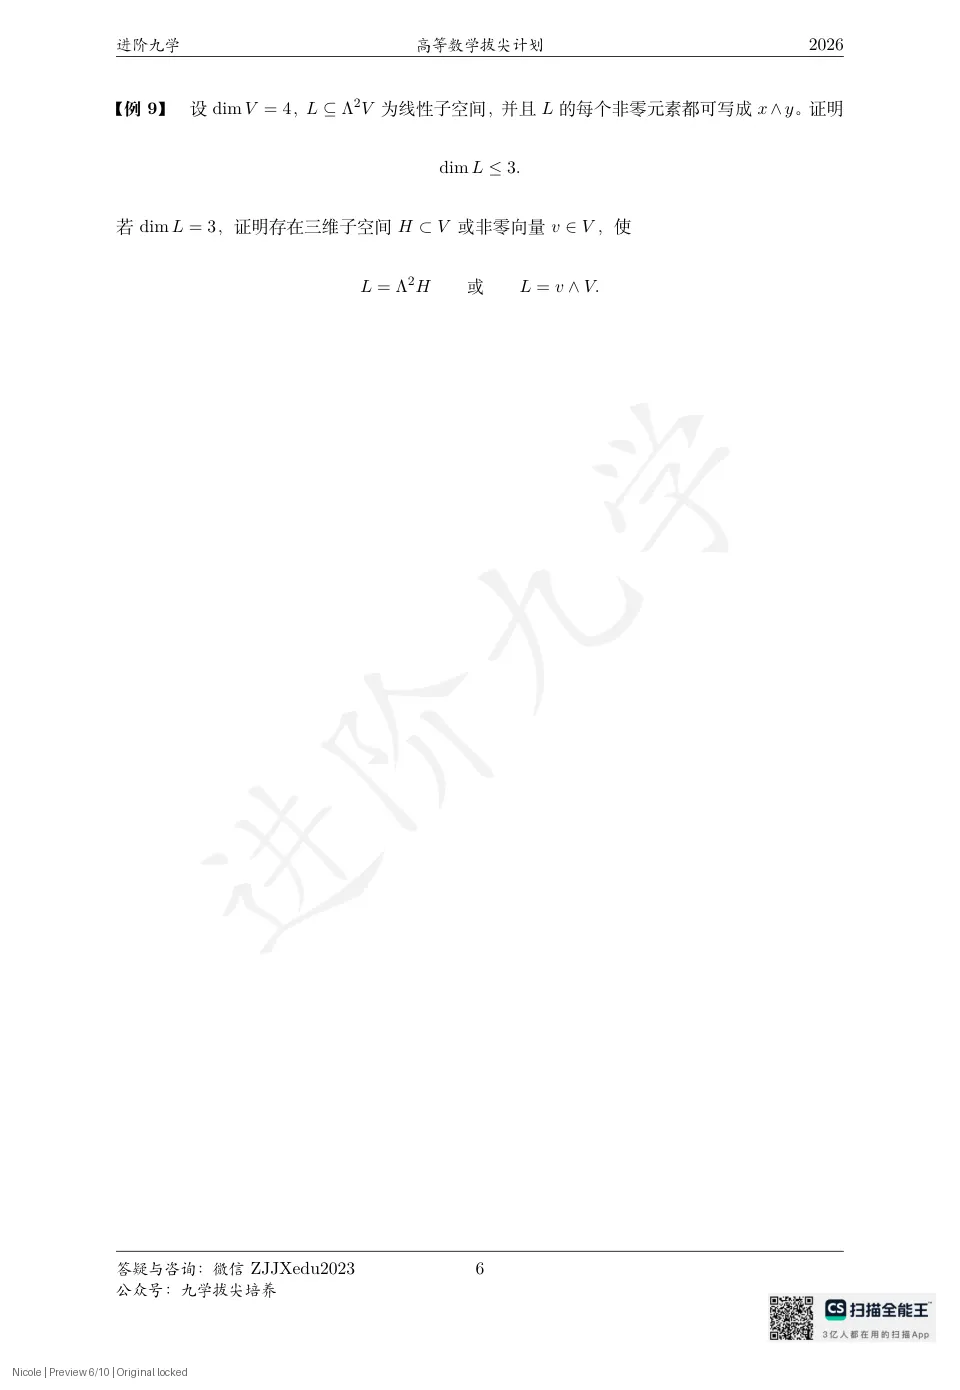 进阶九学 高等数学拔尖计划 2026
【例 9】 设 dim V = 4, L ⊆ Λ²V 为线性子空间, 并且 L 的每个非零元素都可写成 x ∧ y。证明
dim L ≤ 3.
若 dim L = 3, 证明存在三维子空间 H ⊂ V 或非零向量 v ∈ V, 使
L = Λ²H 或 L = v ∧ V.
进阶九学
答疑与咨询: 微信 ZJJXedu2023 6
公众号: 九学拔尖培养
CS 扫描全能王™
3亿人都在用的扫描App
Nicole | Preview 6/10 | Original locked